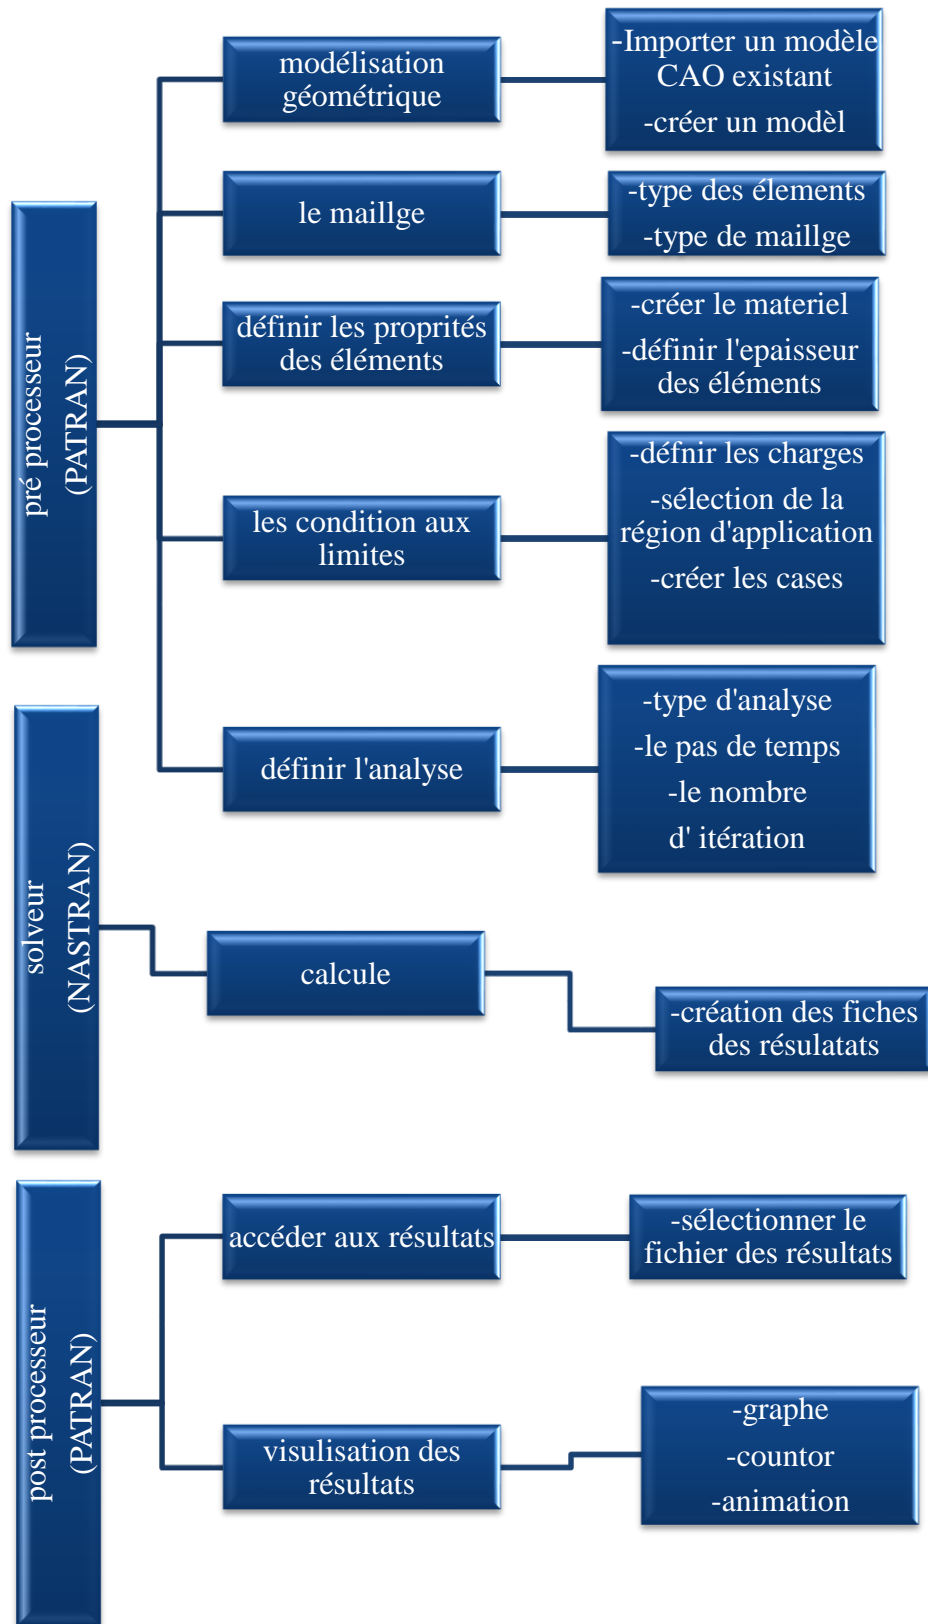 pré processeur
(PATRAN)
modélisation
géométrique
-Importer un modèle
CAO existant
-créer un modèl
le maillge
-type des élements
-type de maillge
définir les proprités
des éléments
-créer le materiel
-définir l'epaisseur
des éléments
les condition aux
limites
-défnir les charges
-sélection de la
région d'application
-créer les cases
définir l'analyse
-type d'analyse
-le pas de temps
-le nombre
d' itération
solveur
(NASTRAN)
calcule
-création des fiches
des résulatats
post processeur
(PATRAN)
accéder aux résultats
-sélectionner le
fichier des résultats
visulisation des
résultats
-graphe
-countor
-animation